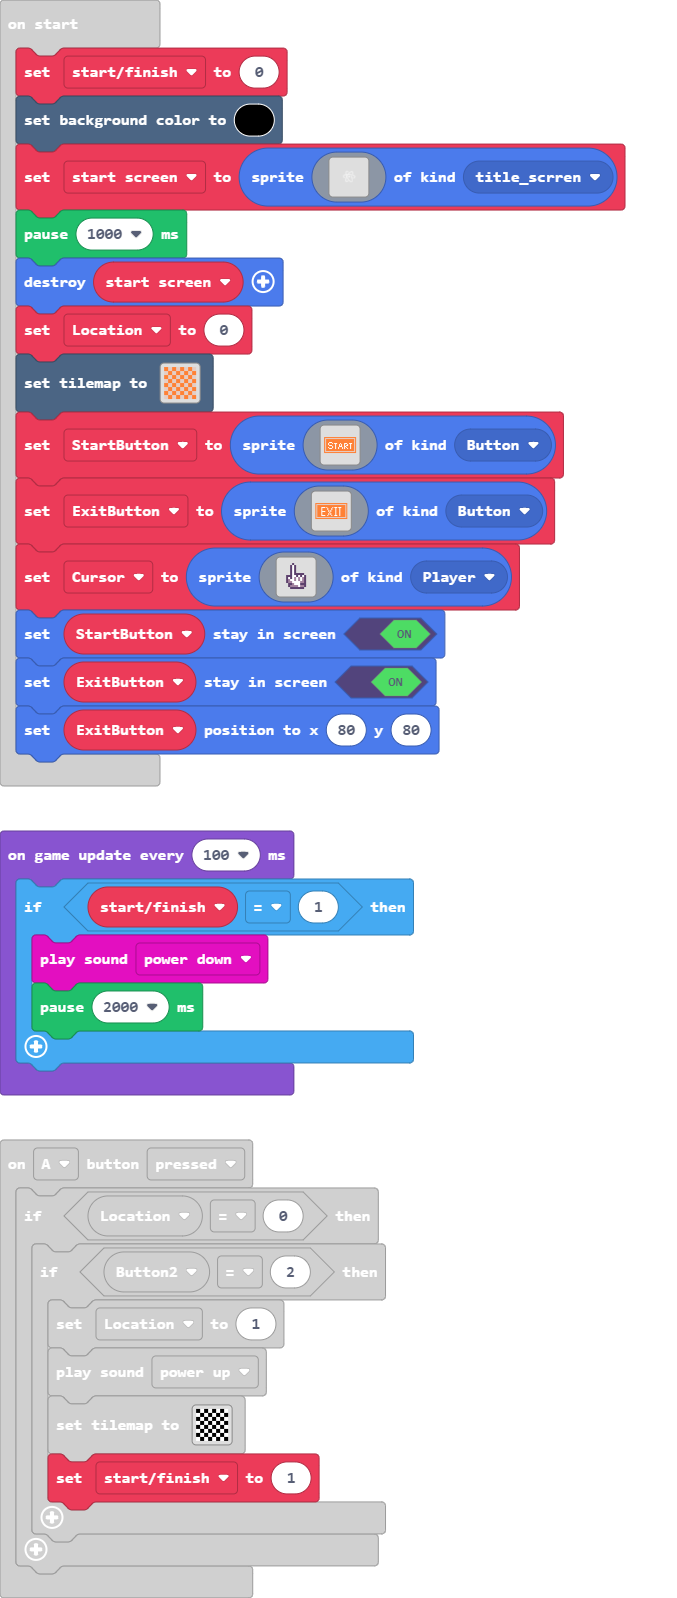 on start
set start/finish to 0
set background color to
set start screen to sprite of kind title_scrren
pause 1000 ms
destroy start screen
set Location to 0
set tilemap to
set StartButton to sprite START of kind Button
set ExitButton to sprite EXIT of kind Button
set Cursor to sprite of kind Player
set StartButton stay in screen ON
set ExitButton stay in screen ON
set ExitButton position to x 80 y 80
on game update every 100 ms
if start/finish = 1 then
play sound power down
pause 2000 ms
on A button pressed
if Location = 0 then
if Button2 = 2 then
set Location to 1
play sound power up
set tilemap to
set start/finish to 1